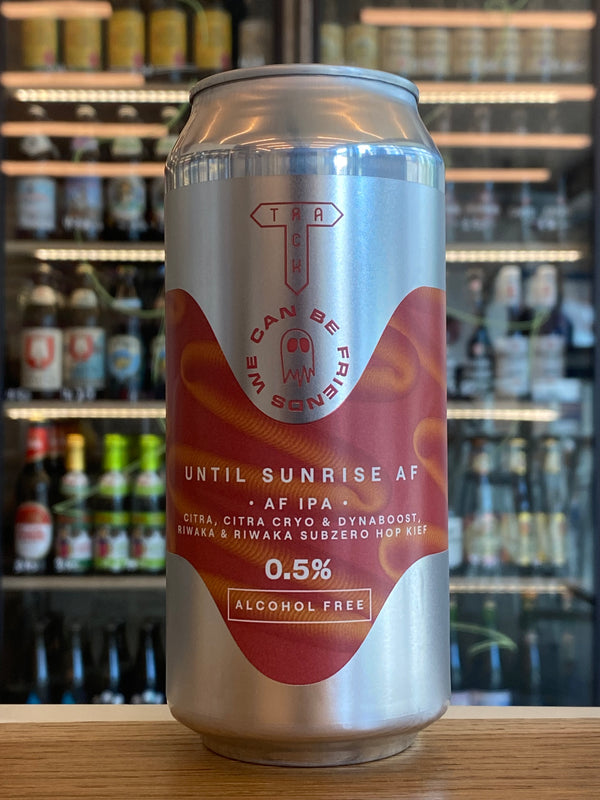 TRACK
WE CAN BE FRIENDS
UNTIL SUNRISE AF
• AF IPA •
CITRA, CITRA CRYO & DYNABOOST,
RIWAKA & RIWAKA SUBZERO HOP KIEF
0.5%
ALCOHOL FREE